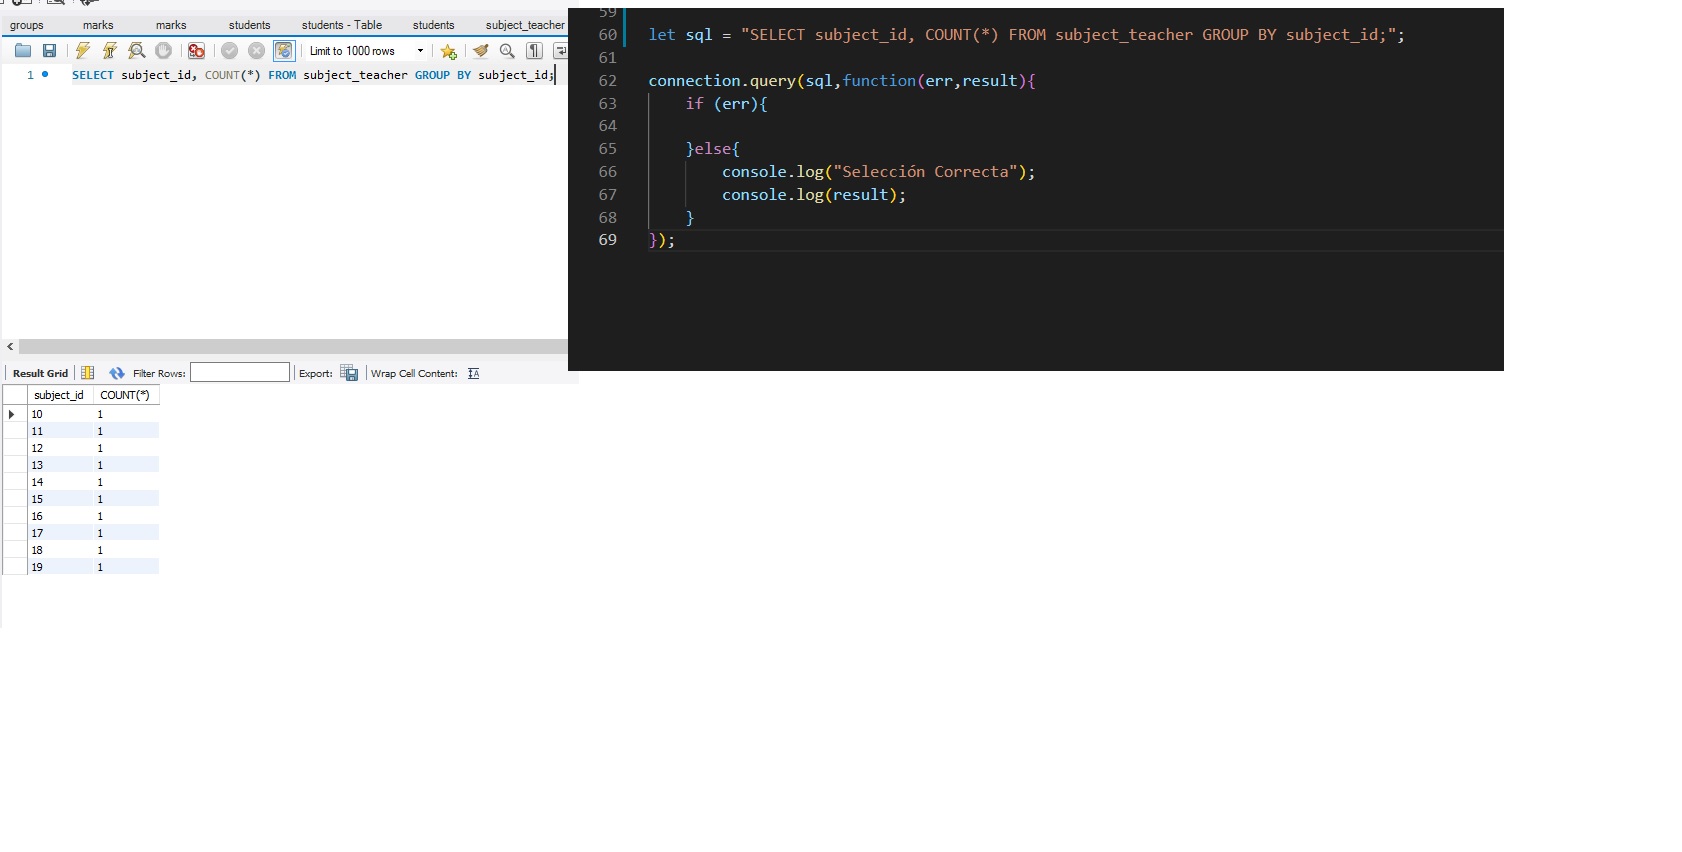 groups marks marks students students - Table students subject_teacher
Limit to 1000 rows
1 SELECT subject_id, COUNT(*) FROM subject_teacher GROUP BY subject_id;
Result Grid Filter Rows: Export: Wrap Cell Content: IA
subject_id COUNT(*)
10 1
11 1
12 1
13 1
14 1
15 1
16 1
17 1
18 1
19 1
59
60 let sql = "SELECT subject_id, COUNT(*) FROM subject_teacher GROUP BY subject_id;";
61
62 connection.query(sql,function(err,result){
63 if (err){
64
65 }else{
66 console.log("Selección Correcta");
67 console.log(result);
68 }
69 });